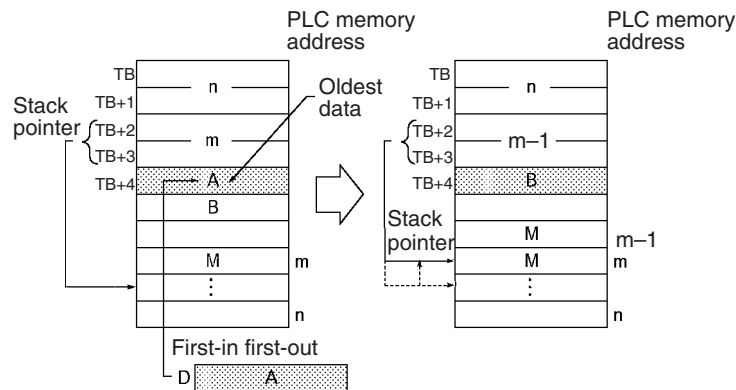 PLC memory
address
TB
n
TB+1
Oldest
data
Stack
pointer
TB+2
m
TB+3
TB+4
A
B
M
m
⋮
n
First-in first-out
D
A
PLC memory
address
TB
n
TB+1
TB+2
m–1
TB+3
TB+4
B
Stack
pointer
M
m–1
M
m
⋮
n